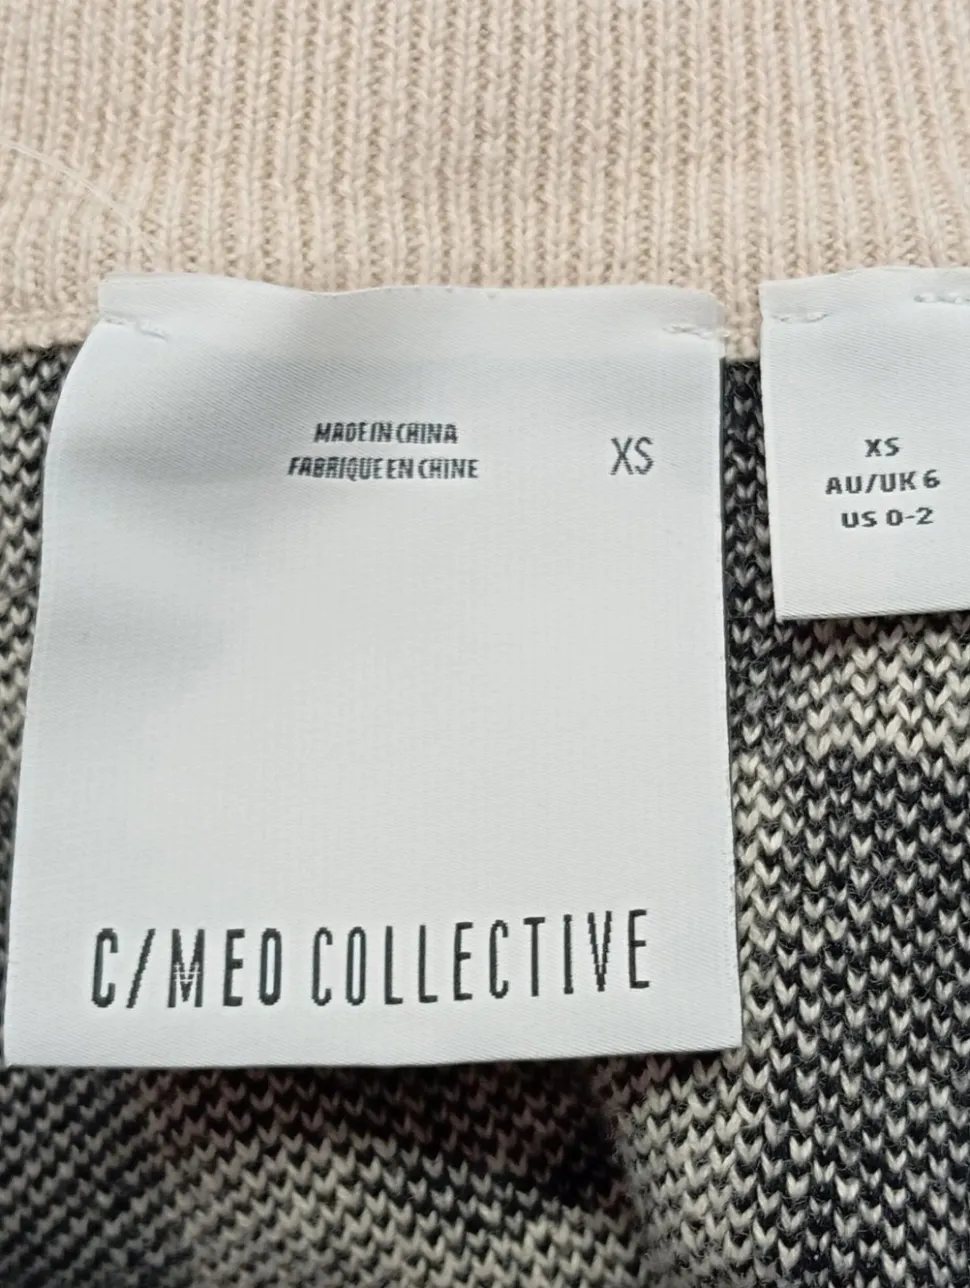 MADE IN CHINA
FABRIQUE EN CHINE
XS
C/MEO COLLECTIVE
XS
AU/UK 6
US 0-2